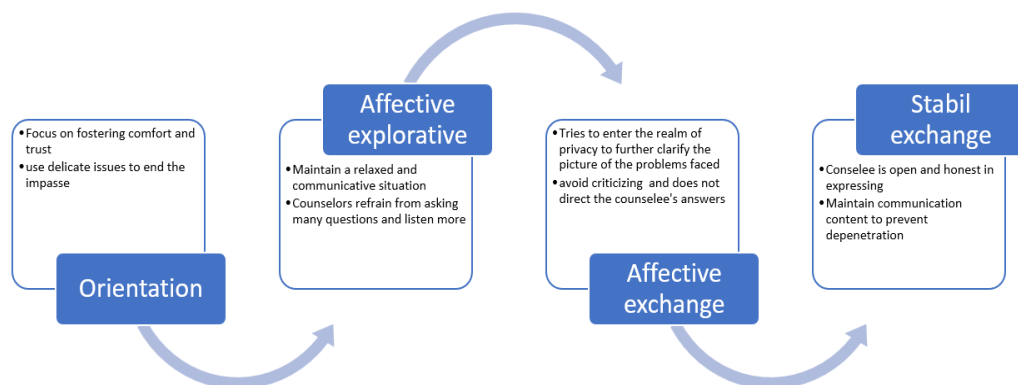 •Focus on fostering comfort and
trust
•use delicate issues to end the
impasse
Orientation
Affective
explorative
•Maintain a relaxed and
communicative situation
•Counselors refrain from asking
many questions and listen more
•Tries to enter the realm of
privacy to further clarify the
picture of the problems faced
•avoid criticizing and does not
direct the counselee's answers
Affective
exchange
Stabil
exchange
•Conselee is open and honest in
expressing
•Maintain communication
content to prevent
depenetration